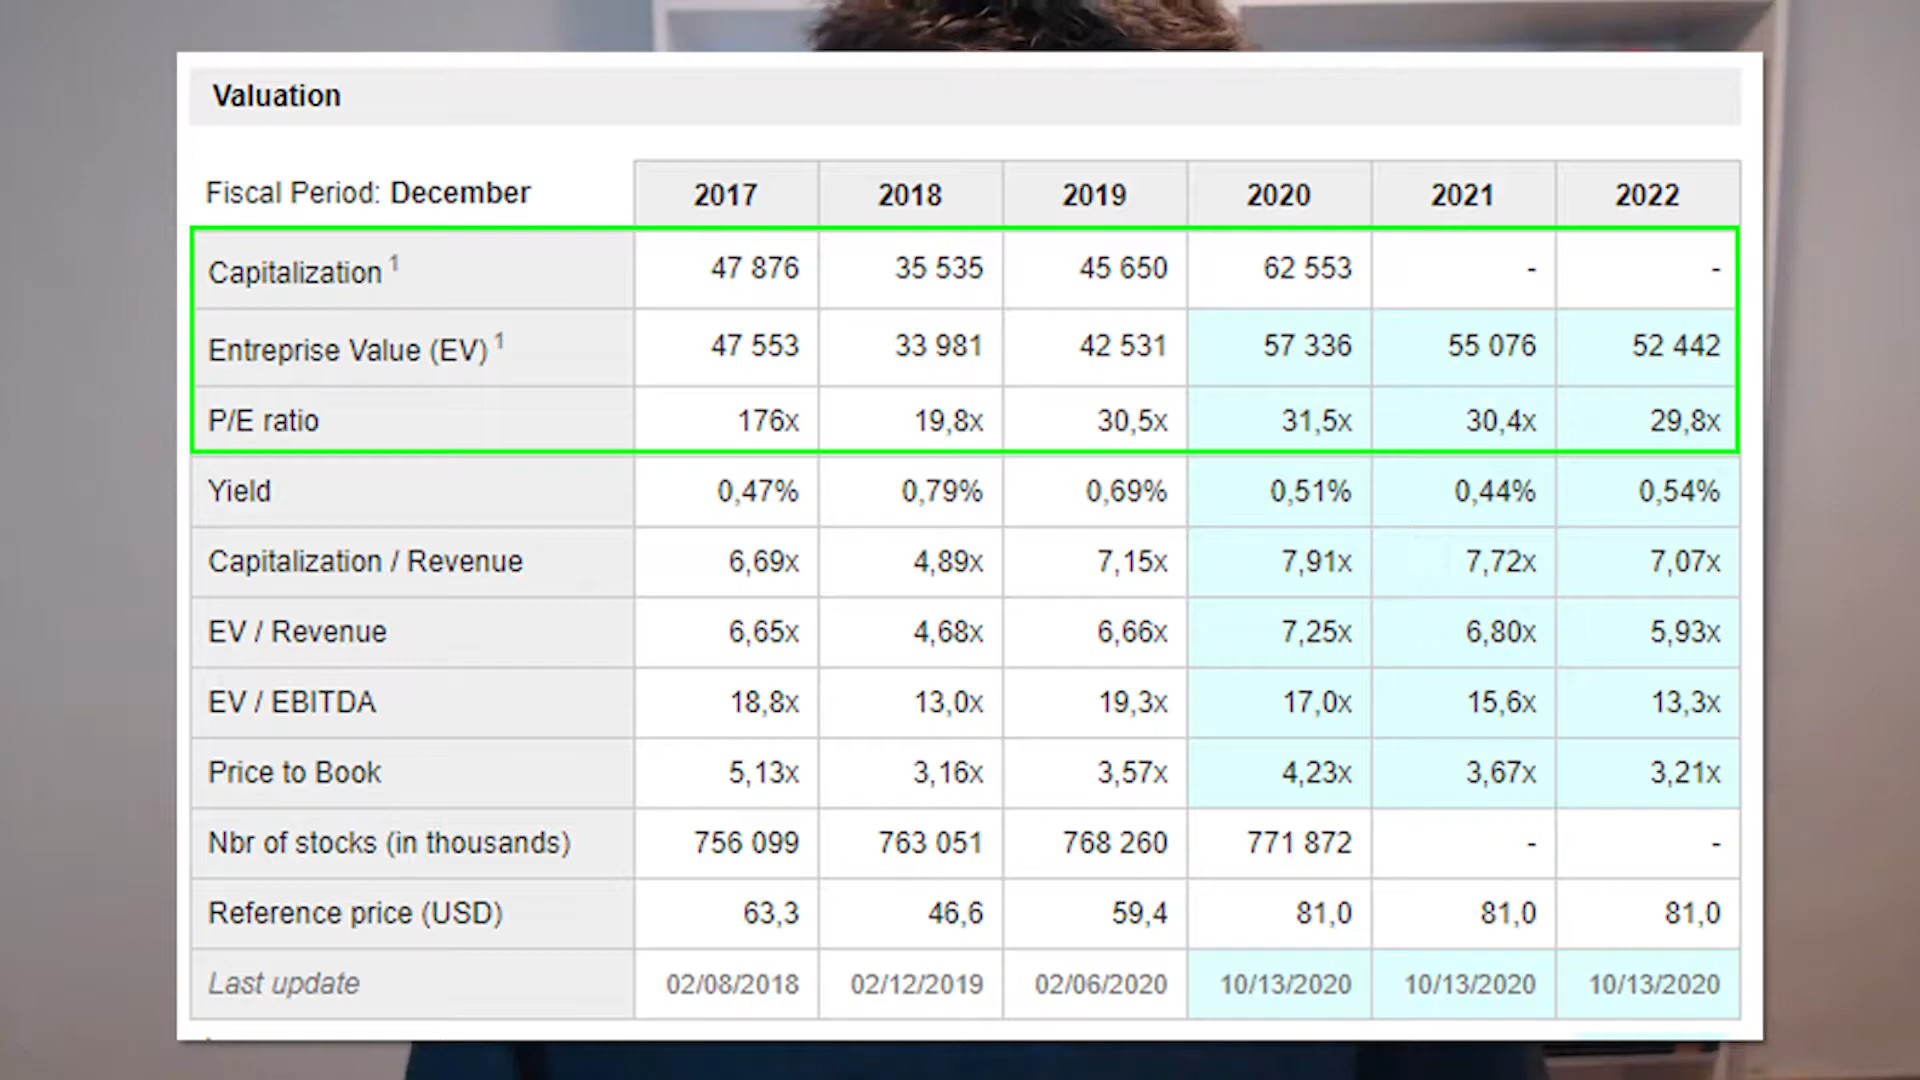 Valuation
Fiscal Period: December 2017 2018 2019 2020 2021 2022
Capitalization 1 47 876 35 535 45 650 62 553 - -
Entreprise Value (EV) 1 47 553 33 981 42 531 57 336 55 076 52 442
P/E ratio 176x 19,8x 30,5x 31,5x 30,4x 29,8x
Yield 0,47% 0,79% 0,69% 0,51% 0,44% 0,54%
Capitalization / Revenue 6,69x 4,89x 7,15x 7,91x 7,72x 7,07x
EV / Revenue 6,65x 4,68x 6,66x 7,25x 6,80x 5,93x
EV / EBITDA 18,8x 13,0x 19,3x 17,0x 15,6x 13,3x
Price to Book 5,13x 3,16x 3,57x 4,23x 3,67x 3,21x
Nbr of stocks (in thousands) 756 099 763 051 768 260 771 872 - -
Reference price (USD) 63,3 46,6 59,4 81,0 81,0 81,0
Last update 02/08/2018 02/12/2019 02/06/2020 10/13/2020 10/13/2020 10/13/2020